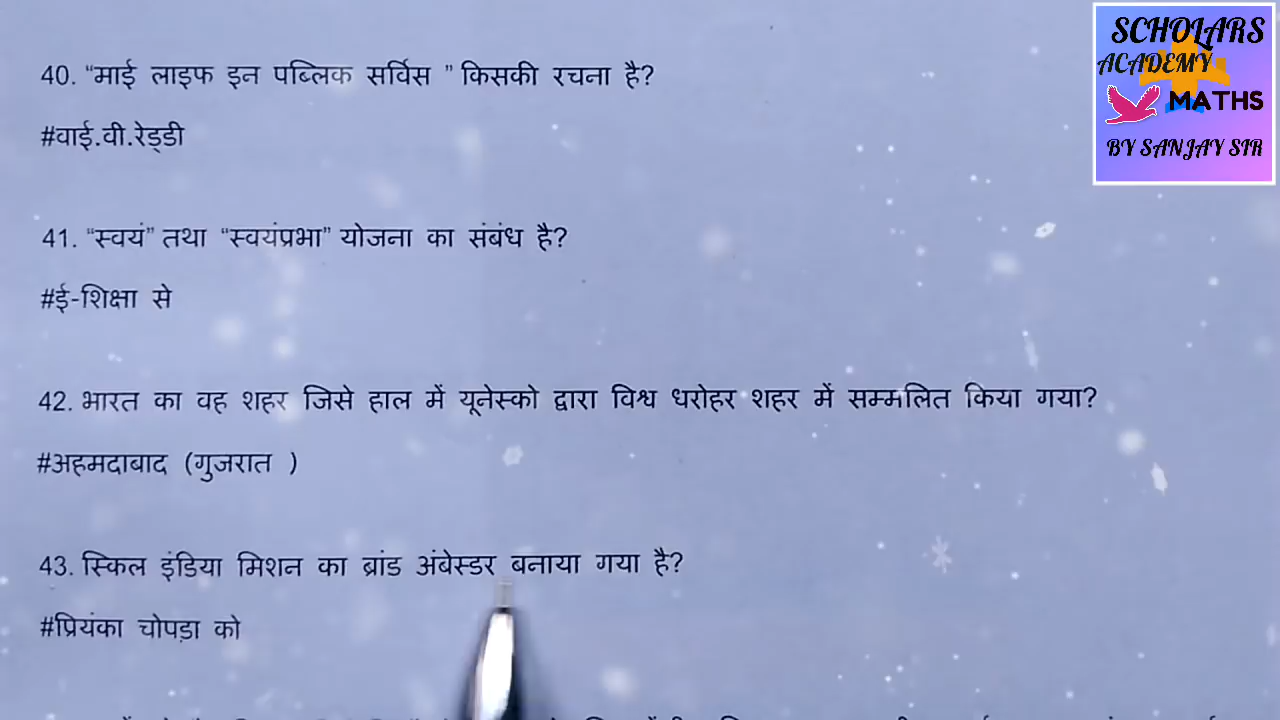 SCHOLARS
ACADEMY
MATHS
BY SANJAY SIR
40. “माई लाइफ इन पब्लिक सर्विस ” किसकी रचना है?
#वाई.वी.रेड्डी
41. “स्वयं” तथा “स्वयंप्रभा” योजना का संबंध है?
#ई-शिक्षा से
42. भारत का वह शहर जिसे हाल में यूनेस्को द्वारा विश्व धरोहर शहर में सम्मलित किया गया?
#अहमदाबाद (गुजरात )
43. स्किल इंडिया मिशन का ब्रांड अंबेस्डर बनाया गया है?
#प्रियंका चोपड़ा को